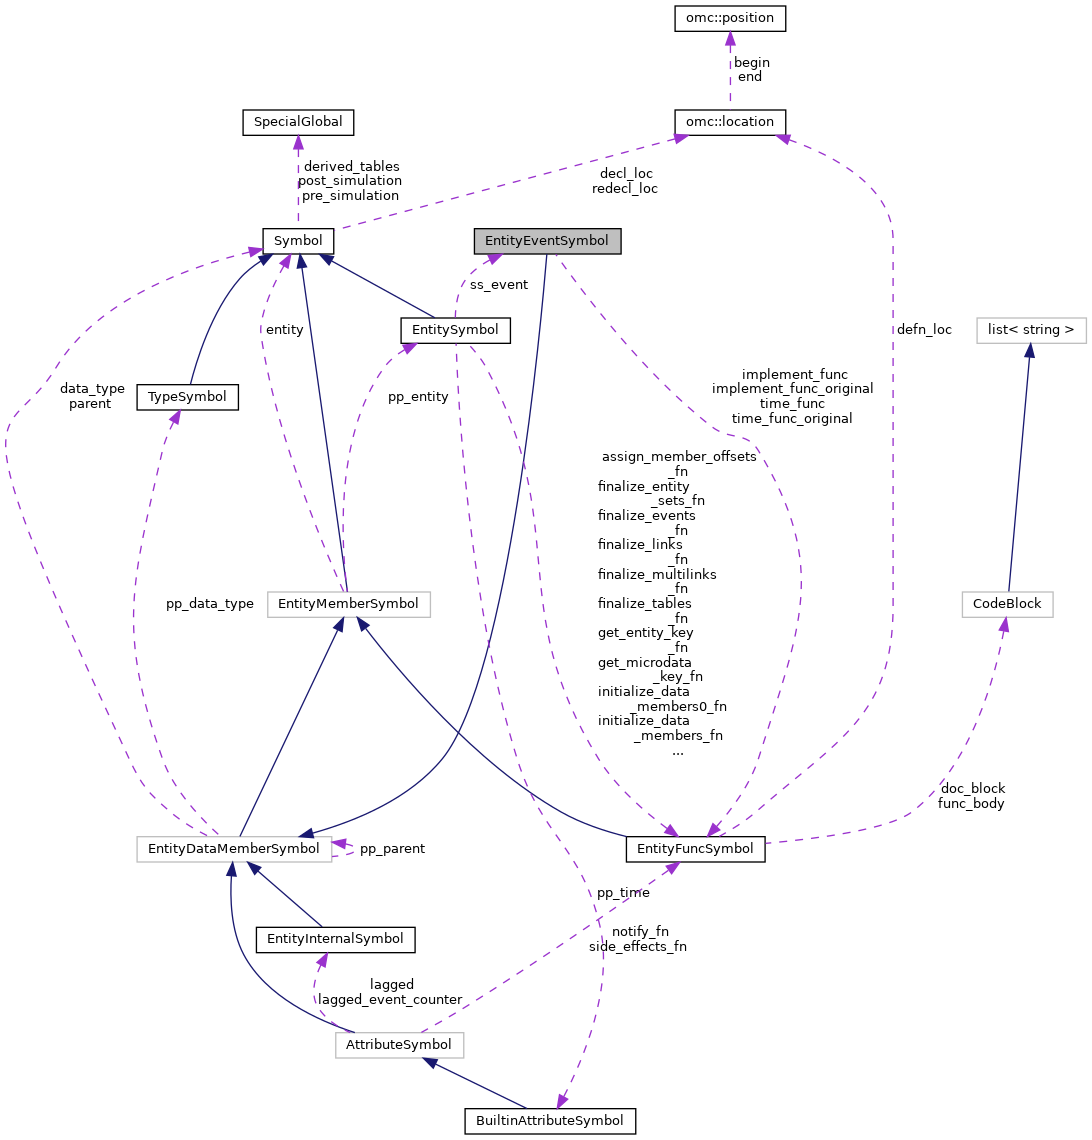 omc::position
begin
end
SpecialGlobal
omc::location
derived_tables
post_simulation
pre_simulation
decl_loc
redecl_loc
Symbol
EntityEventSymbol
ss_event
entity
EntitySymbol
defn_loc
list< string >
data_type
parent
TypeSymbol
pp_entity
implement_func
implement_func_original
time_func
time_func_original
assign_member_offsets
_fn
finalize_entity
_sets_fn
finalize_events
_fn
finalize_links
_fn
finalize_multilinks
_fn
finalize_tables
_fn
get_entity_key
_fn
get_microdata
_key_fn
initialize_data
_members0_fn
initialize_data
_members_fn
...
pp_data_type
EntityMemberSymbol
CodeBlock
doc_block
func_body
EntityDataMemberSymbol
pp_parent
EntityFuncSymbol
pp_time
EntityInternalSymbol
notify_fn
side_effects_fn
lagged
lagged_event_counter
AttributeSymbol
BuiltinAttributeSymbol